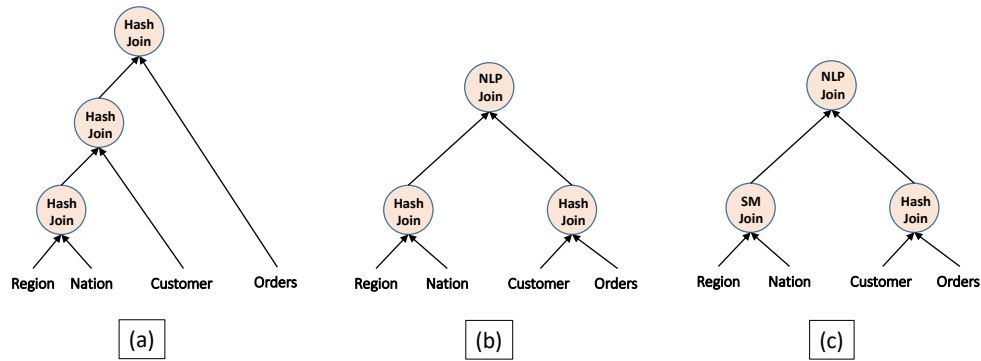 Hash
Join
Hash
Join
Hash
Join
Region Nation Customer Orders
(a)
NLP
Join
Hash
Join
Hash
Join
Region Nation Customer Orders
(b)
NLP
Join
SM
Join
Hash
Join
Region Nation Customer Orders
(c)